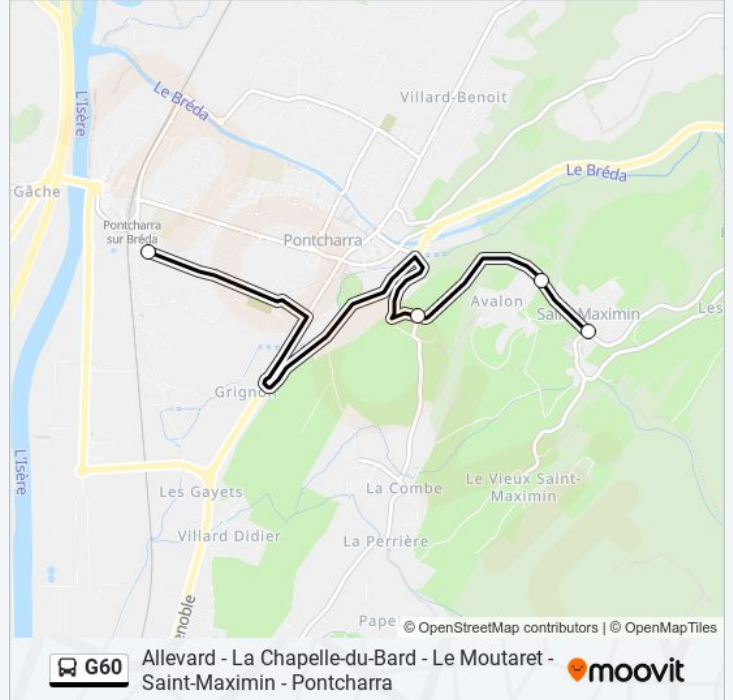 Le Bréda
L'Isère
Villard-Benoit
Le Bréda
Gâche
Pontcharra
sur Bréda
Pontcharra
Avalon
Saint-Maximin
Les
Grignon
L'Isère
Les Gayets
La Combe
Le Vieux Saint-
Maximin
Villard Didier
La Perrière
enoble
Pape
© OpenStreetMap contributors | © OpenMapTiles
G60
Allevard - La Chapelle-du-Bard - Le Moutaret -
Saint-Maximin - Pontcharra
moovit